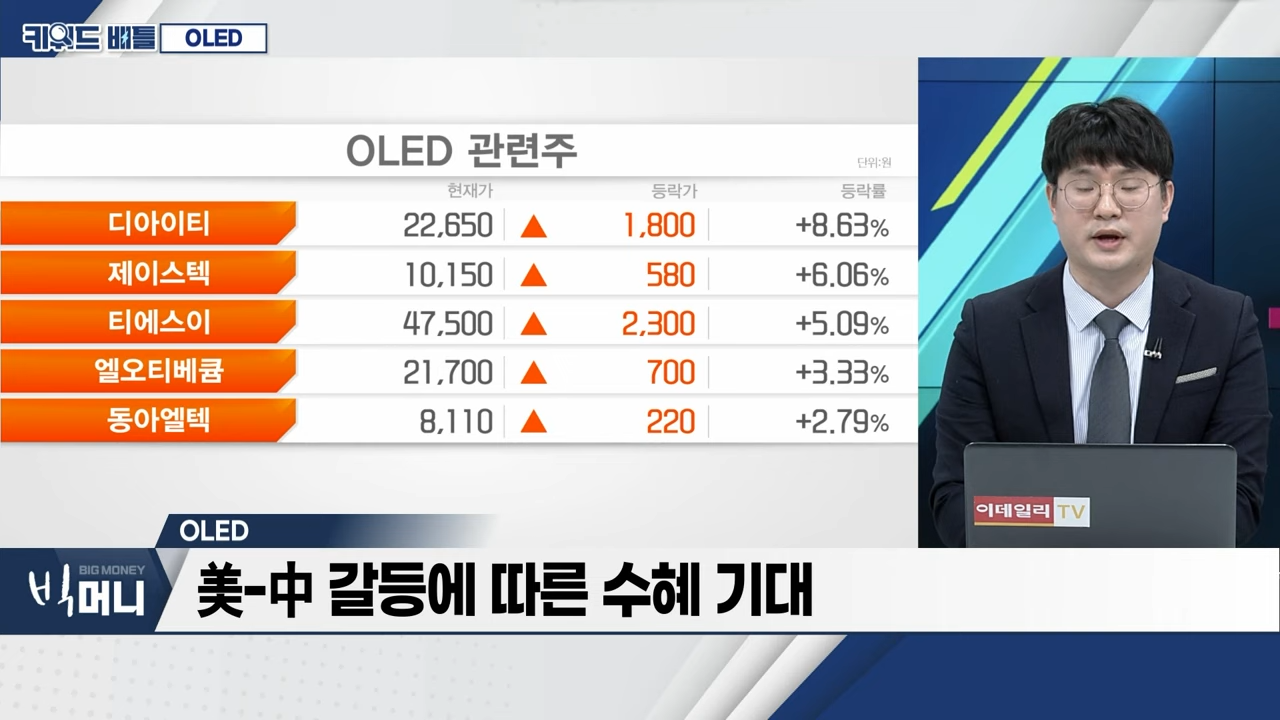 키워드 배틀 OLED
OLED 관련주
단위:원
현재가 등락가 등락률
디아이티 22,650 ▲ 1,800 +8.63%
제이스텍 10,150 ▲ 580 +6.06%
티에스이 47,500 ▲ 2,300 +5.09%
엘오티베큠 21,700 ▲ 700 +3.33%
동아엘텍 8,110 ▲ 220 +2.79%
이데일리 TV
OLED
BIG MONEY
빅머니
美-中 갈등에 따른 수혜 기대